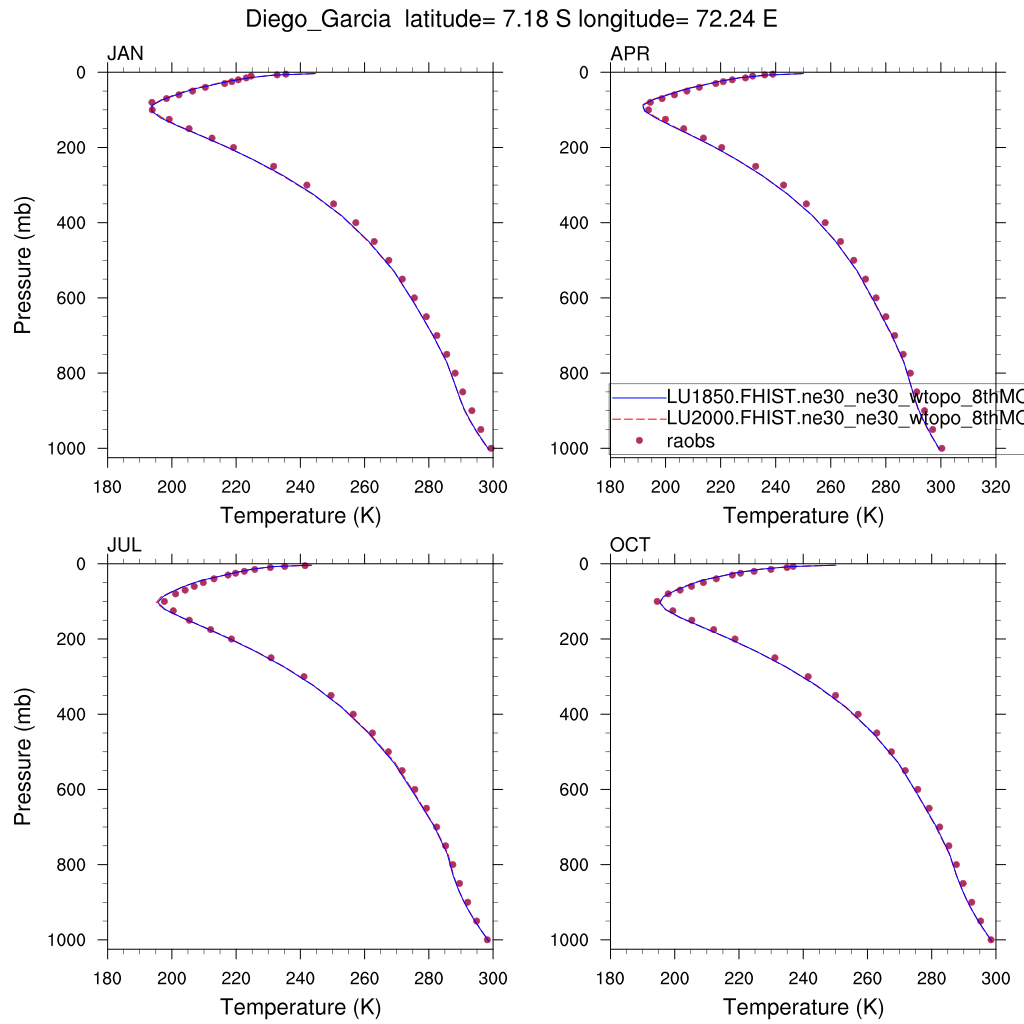 Diego_Garcia latitude= 7.18 S longitude= 72.24 E
JAN
0
200
400
600
800
1000
Pressure (mb)
180 200 220 240 260 280 300
Temperature (K)
APR
0
200
400
600
800
1000
LU1850.FHIST.ne30_ne30_wtopo_8thMO
LU2000.FHIST.ne30_ne30_wtopo_8thMO
raobs
180 200 220 240 260 280 300 320
Temperature (K)
JUL
0
200
400
600
800
1000
Pressure (mb)
180 200 220 240 260 280 300
Temperature (K)
OCT
0
200
400
600
800
1000
180 200 220 240 260 280 300
Temperature (K)